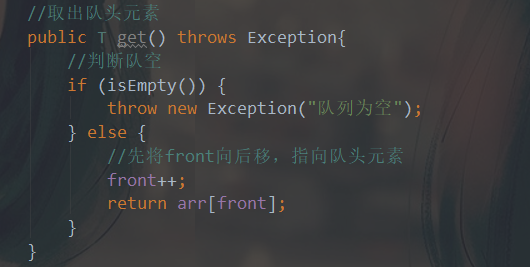 //取出队头元素
public T get() throws Exception{
//判断队空
if (isEmpty()) {
throw new Exception("队列为空");
} else {
//先将front向后移，指向队头元素
front++;
return arr[front];
}
}